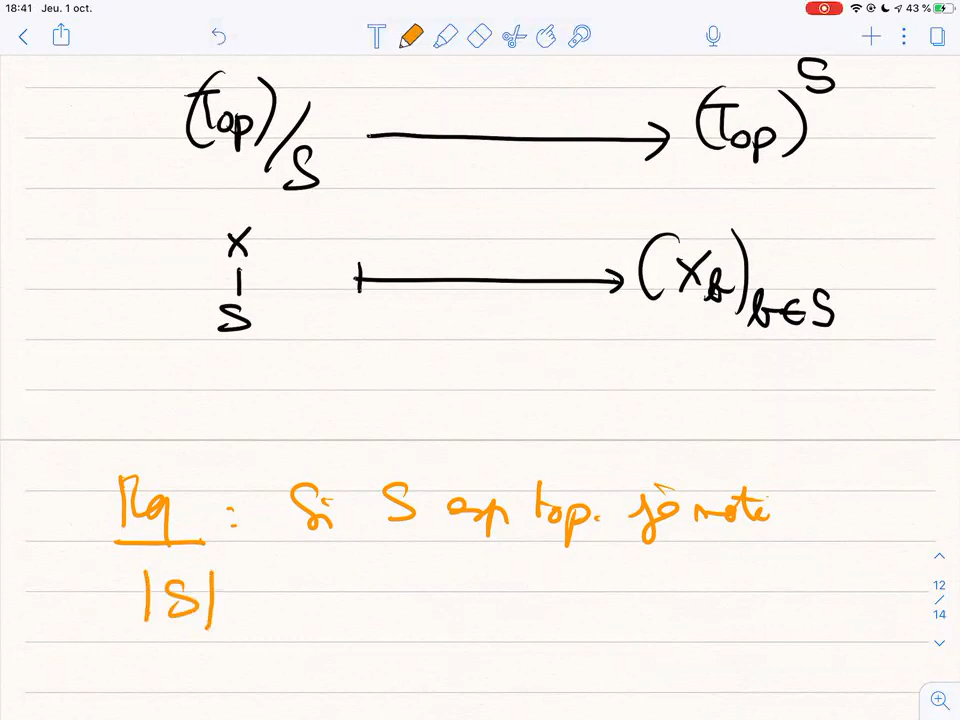 18:41 Jeu. 1 oct. 43 %
T
(Top)/S → (Top)^S
X
|
S ↦ (X_b)_{b∈S}
Rq : Si S esp top. je note
|S|
12
/
14